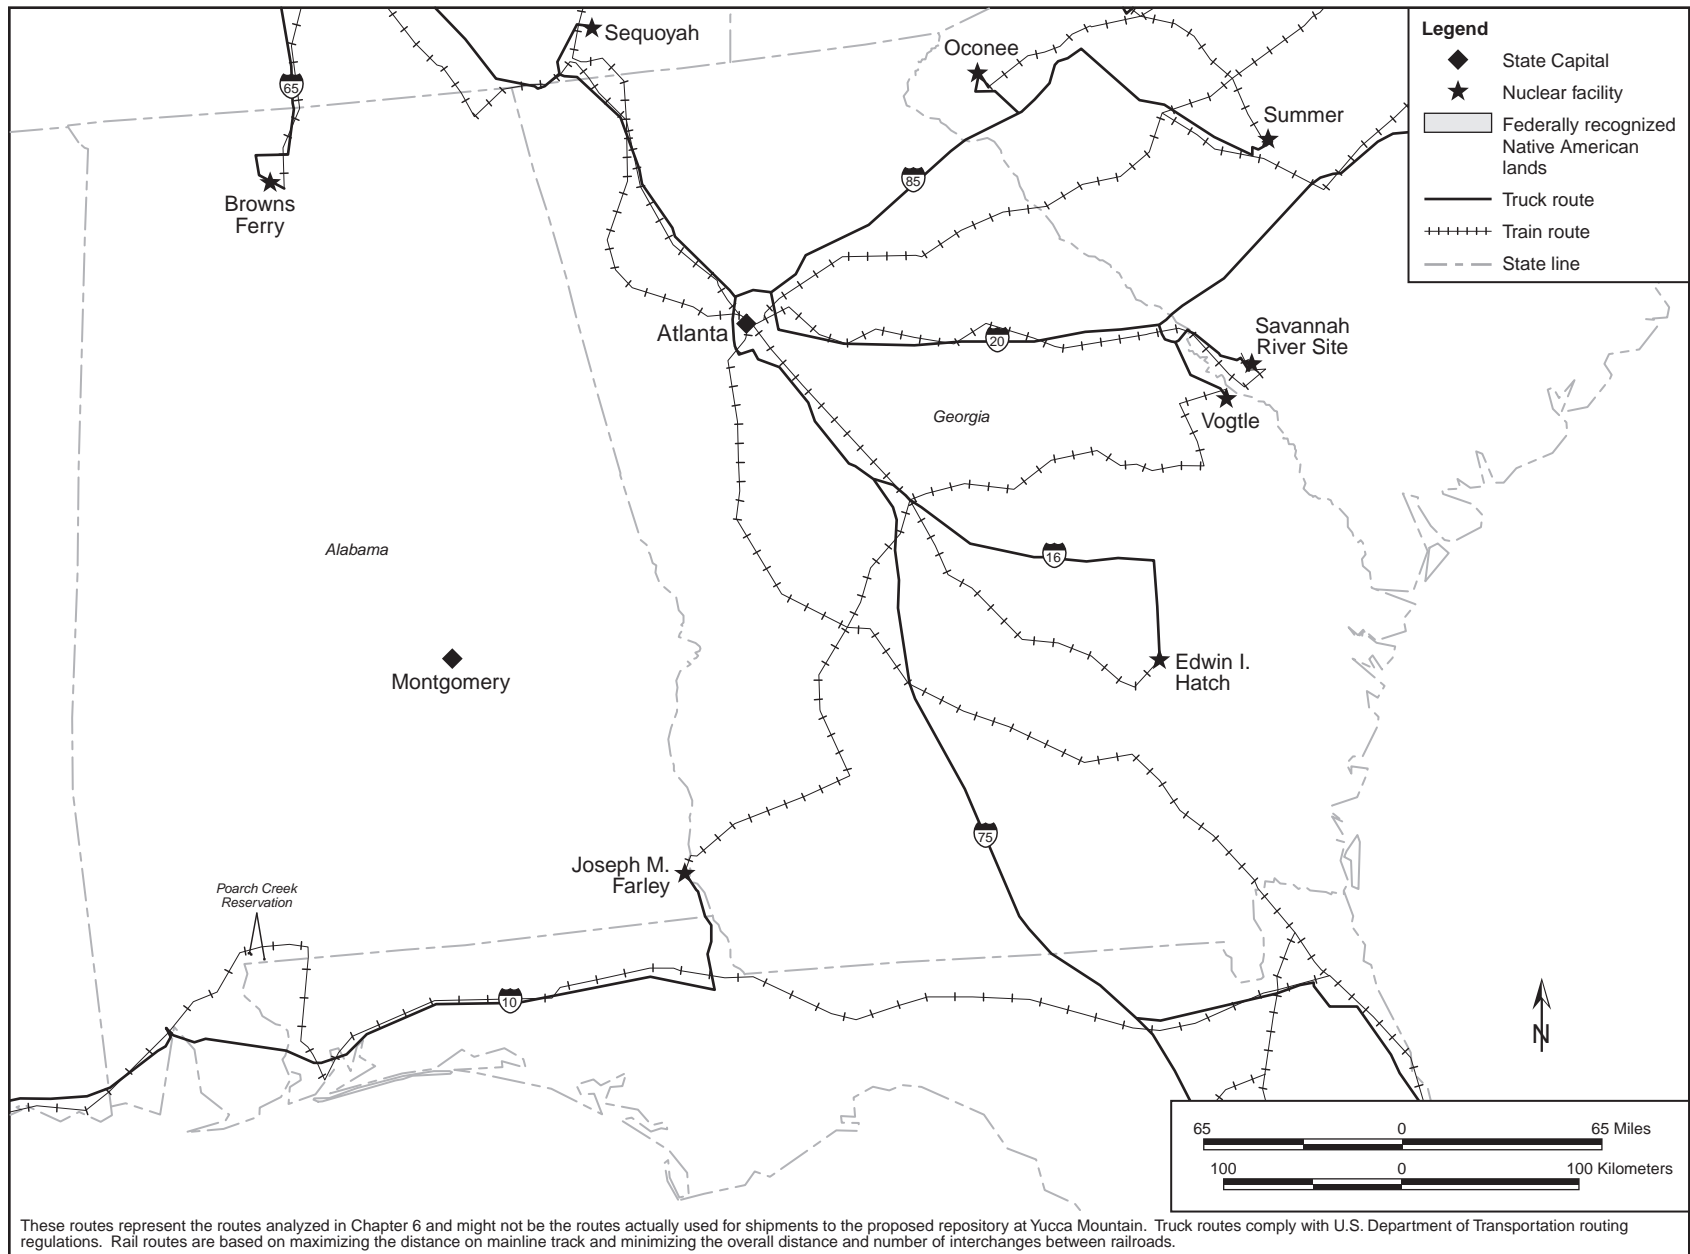 Sequoyah
Oconee
Summer
65
Browns
Ferry
85
Legend
State Capital
Nuclear facility
Federally recognized
Native American
lands
Truck route
Train route
State line
Atlanta
20
Savannah
River Site
Vogtle
Georgia
Alabama
16
Montgomery
Edwin I.
Hatch
75
Joseph M.
Farley
Poarch Creek
Reservation
10
N
65 0 65 Miles
100 0 100 Kilometers
These routes represent the routes analyzed in Chapter 6 and might not be the routes actually used for shipments to the proposed repository at Yucca Mountain. Truck routes comply with U.S. Department of Transportation routing
regulations. Rail routes are based on maximizing the distance on mainline track and minimizing the overall distance and number of interchanges between railroads.